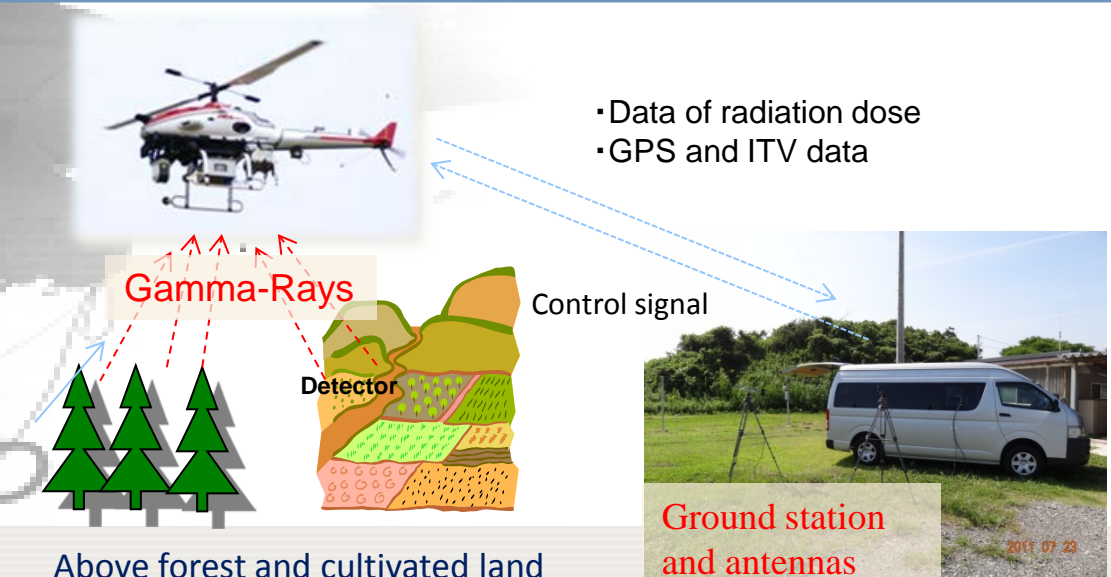 ・Data of radiation dose
・GPS and ITV data
Gamma-Rays
Control signal
Detector
Ground station
and antennas
2011 07 23
Above forest and cultivated land